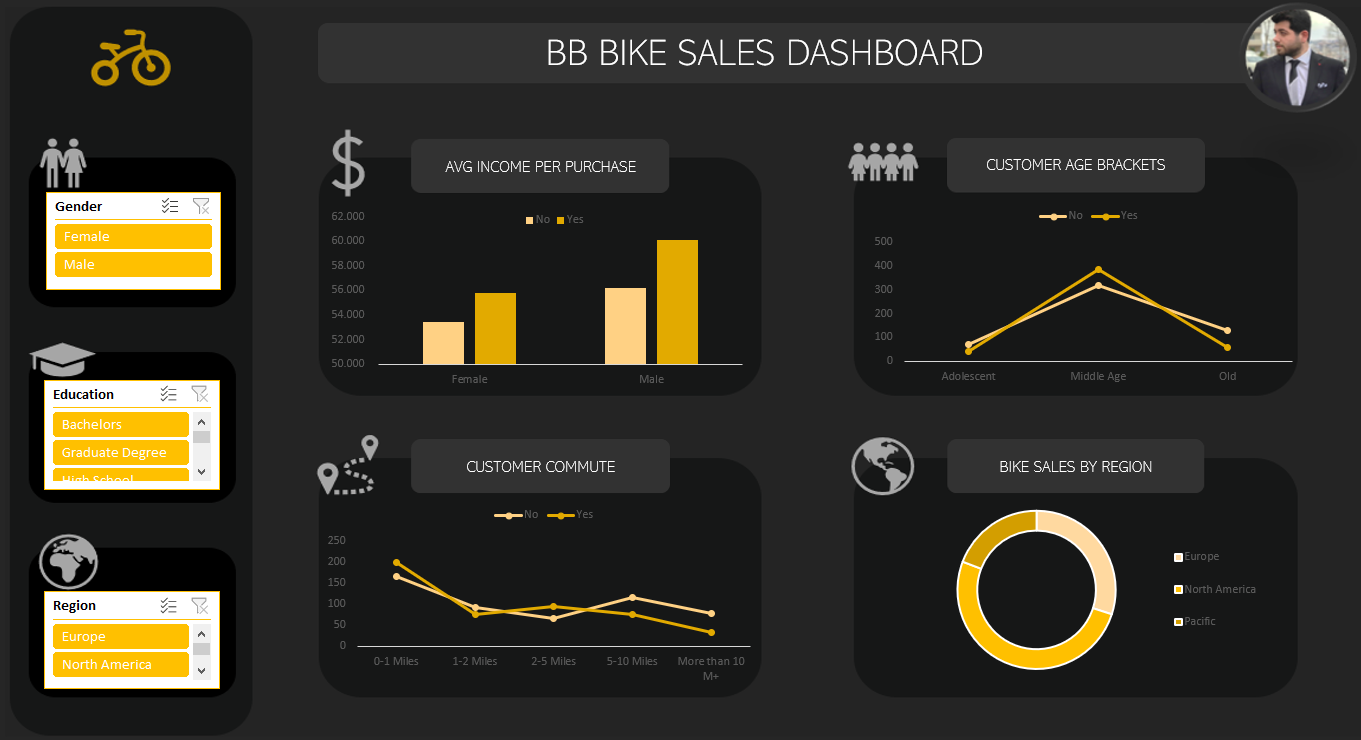 BB BIKE SALES DASHBOARD
Gender
Female
Male
Education
Bachelors
Graduate Degree
High School
Region
Europe
North America
AVG INCOME PER PURCHASE
No Yes
62.000
60.000
58.000
56.000
54.000
52.000
50.000
Female Male
CUSTOMER AGE BRACKETS
No Yes
500
400
300
200
100
0
Adolescent Middle Age Old
CUSTOMER COMMUTE
No Yes
250
200
150
100
50
0
0-1 Miles 1-2 Miles 2-5 Miles 5-10 Miles More than 10
M+
BIKE SALES BY REGION
Europe
North America
Pacific